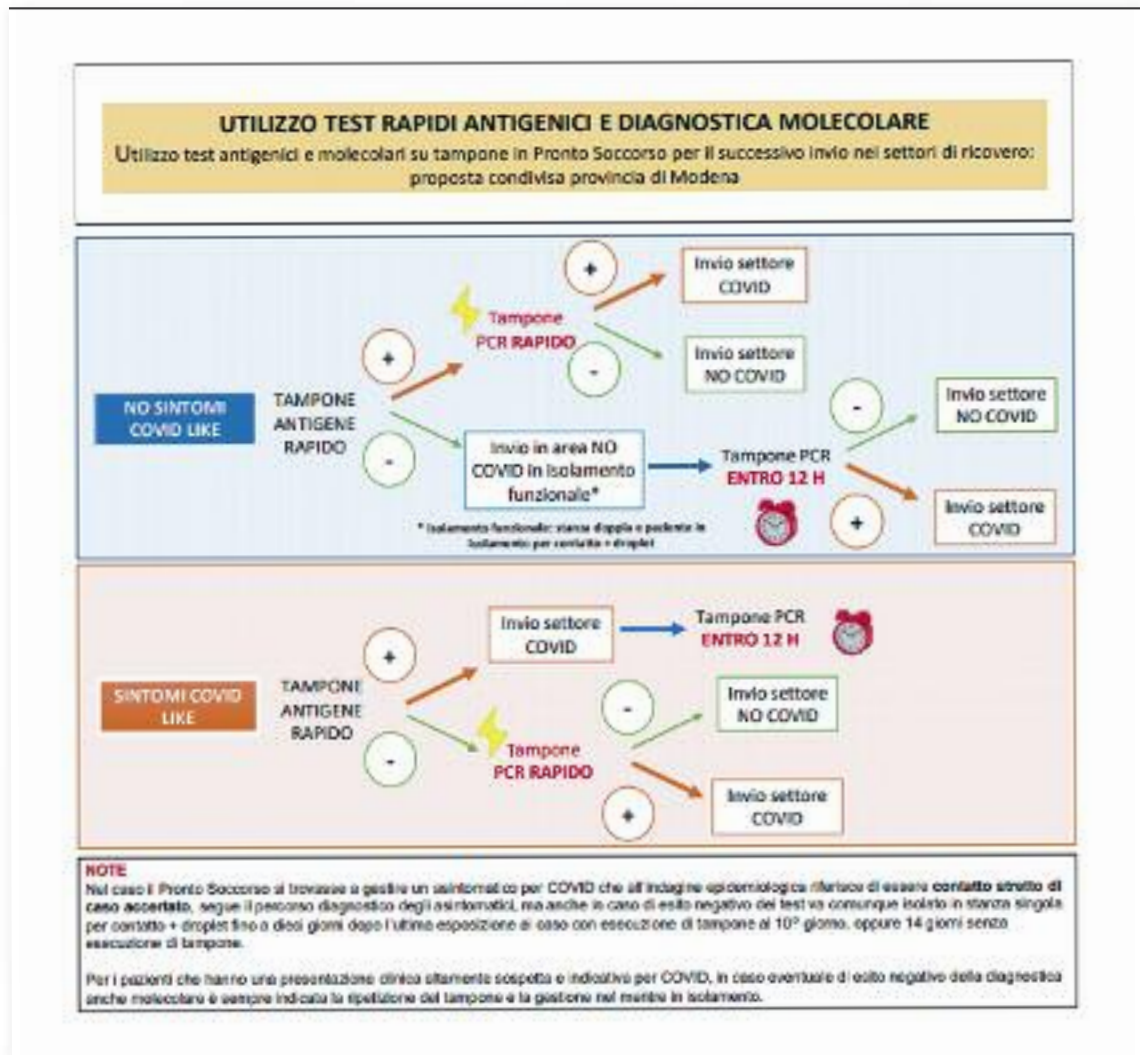 UTILIZZO TEST RAPIDI ANTIGENICI E DIAGNOSTICA MOLECOLARE
Utilizzo test antigenici e molecolari su tampone in Pronto Soccorso per il successivo invio nei settori di ricovero:
proposta condivisa provincia di Modena
NO SINTOMI
COVID LIKE
TAMPONE
ANTIGENE
RAPIDO
+
-
Tampone
PCR RAPIDO
+
-
Invio settore
COVID
Invio settore
NO COVID
Invio in area NO
COVID in isolamento
funzionale*
* Isolamento funzionale: stanza doppia e paziente in
isolamento per contatto + droplet
Tampone PCR
ENTRO 12 H
-
+
Invio settore
NO COVID
Invio settore
COVID
SINTOMI COVID
LIKE
TAMPONE
ANTIGENE
RAPIDO
+
-
Invio settore
COVID
Tampone PCR
ENTRO 12 H
Tampone
PCR RAPIDO
-
+
Invio settore
NO COVID
Invio settore
COVID
NOTE
Nel caso il Pronto Soccorso si trovasse a gestire un asintomatico per COVID che all'indagine epidemiologica riferisce di essere contatto stretto di
caso accertato, segue il percorso diagnostico degli asintomatici, ma anche in caso di esito negativo dei test va comunque isolato in stanza singola
per contatto + droplet fino a dieci giorni dopo l'ultima esposizione al caso con esecuzione di tampone al 10° giorno, oppure 14 giorni senza
esecuzione di tampone.
Per i pazienti che hanno una presentazione clinica altamente sospetta e indicativa per COVID, in caso eventuale di esito negativo della diagnostica
anche molecolare è sempre indicata la ripetizione del tampone e la gestione nel mentre in isolamento.